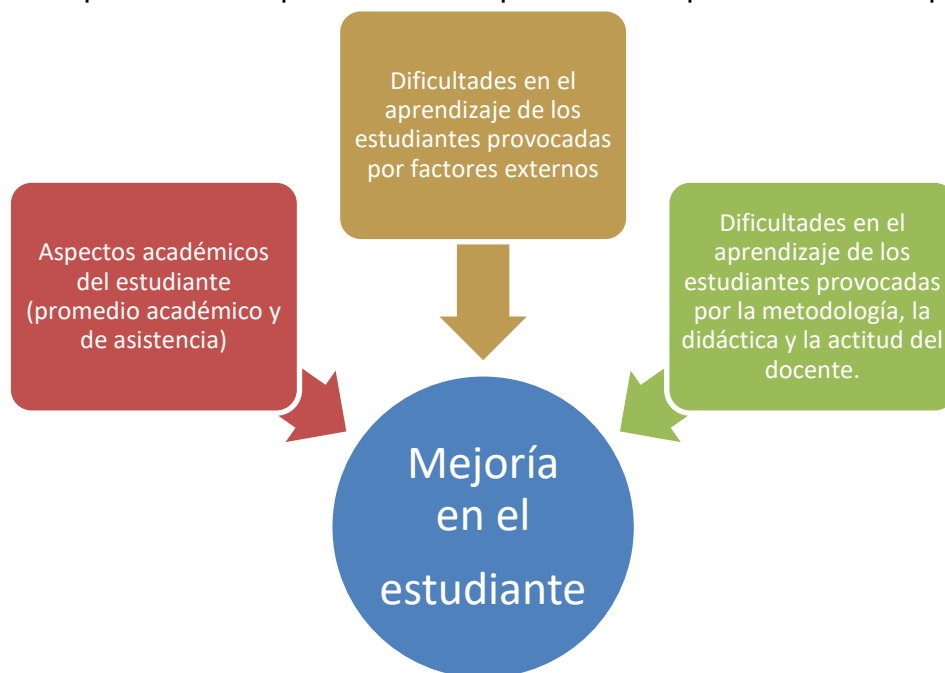 Dificultades en el
aprendizaje de los
estudiantes provocadas
por factores externos
Aspectos académicos
del estudiante
(promedio académico y
de asistencia)
Dificultades en el
aprendizaje de los
estudiantes provocadas
por la metodología, la
didáctica y la actitud del
docente.
Mejoría
en el
estudiante